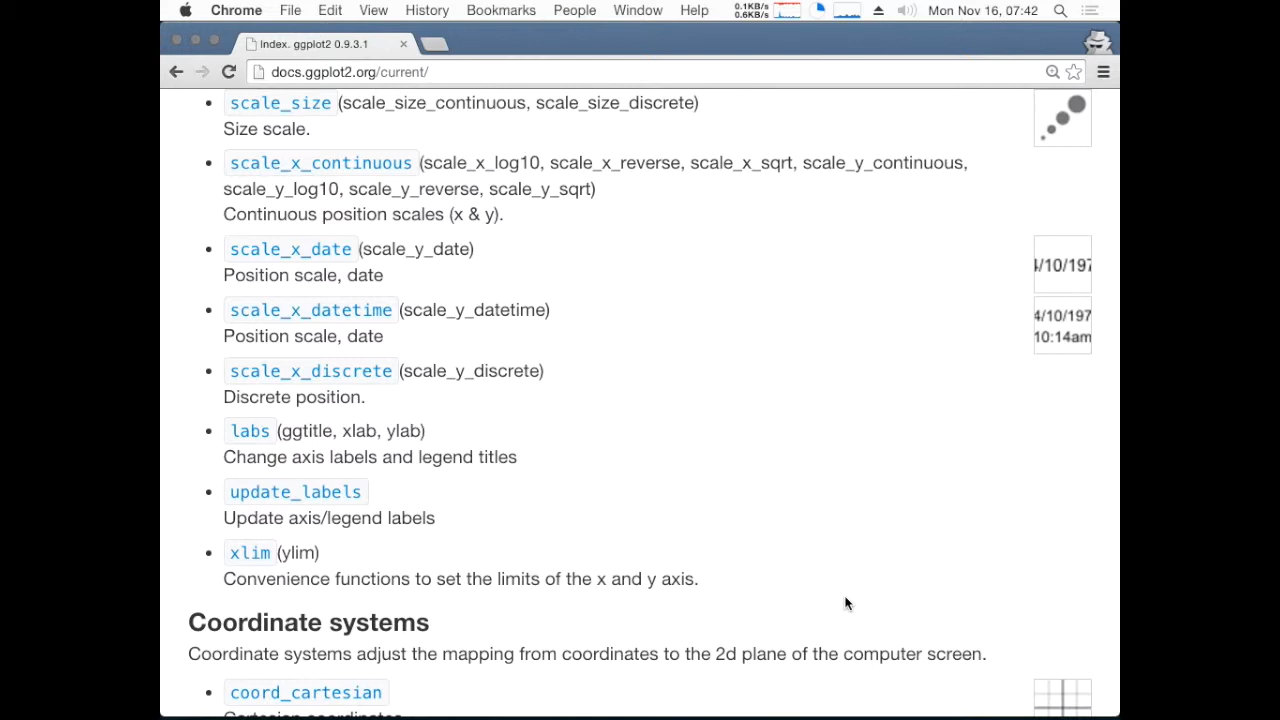 Chrome File Edit View History Bookmarks People Window Help 0.1KB/s 0.6KB/s Mon Nov 16, 07:42
Index. ggplot2 0.9.3.1 ×
docs.ggplot2.org/current/
• scale_size (scale_size_continuous, scale_size_discrete)
Size scale.
• scale_x_continuous (scale_x_log10, scale_x_reverse, scale_x_sqrt, scale_y_continuous,
scale_y_log10, scale_y_reverse, scale_y_sqrt)
Continuous position scales (x & y).
• scale_x_date (scale_y_date)
Position scale, date
4/10/197
• scale_x_datetime (scale_y_datetime)
Position scale, date
4/10/197
10:14am
• scale_x_discrete (scale_y_discrete)
Discrete position.
• labs (ggtitle, xlab, ylab)
Change axis labels and legend titles
• update_labels
Update axis/legend labels
• xlim (ylim)
Convenience functions to set the limits of the x and y axis.
Coordinate systems
Coordinate systems adjust the mapping from coordinates to the 2d plane of the computer screen.
• coord_cartesian
Cartesian coordinates